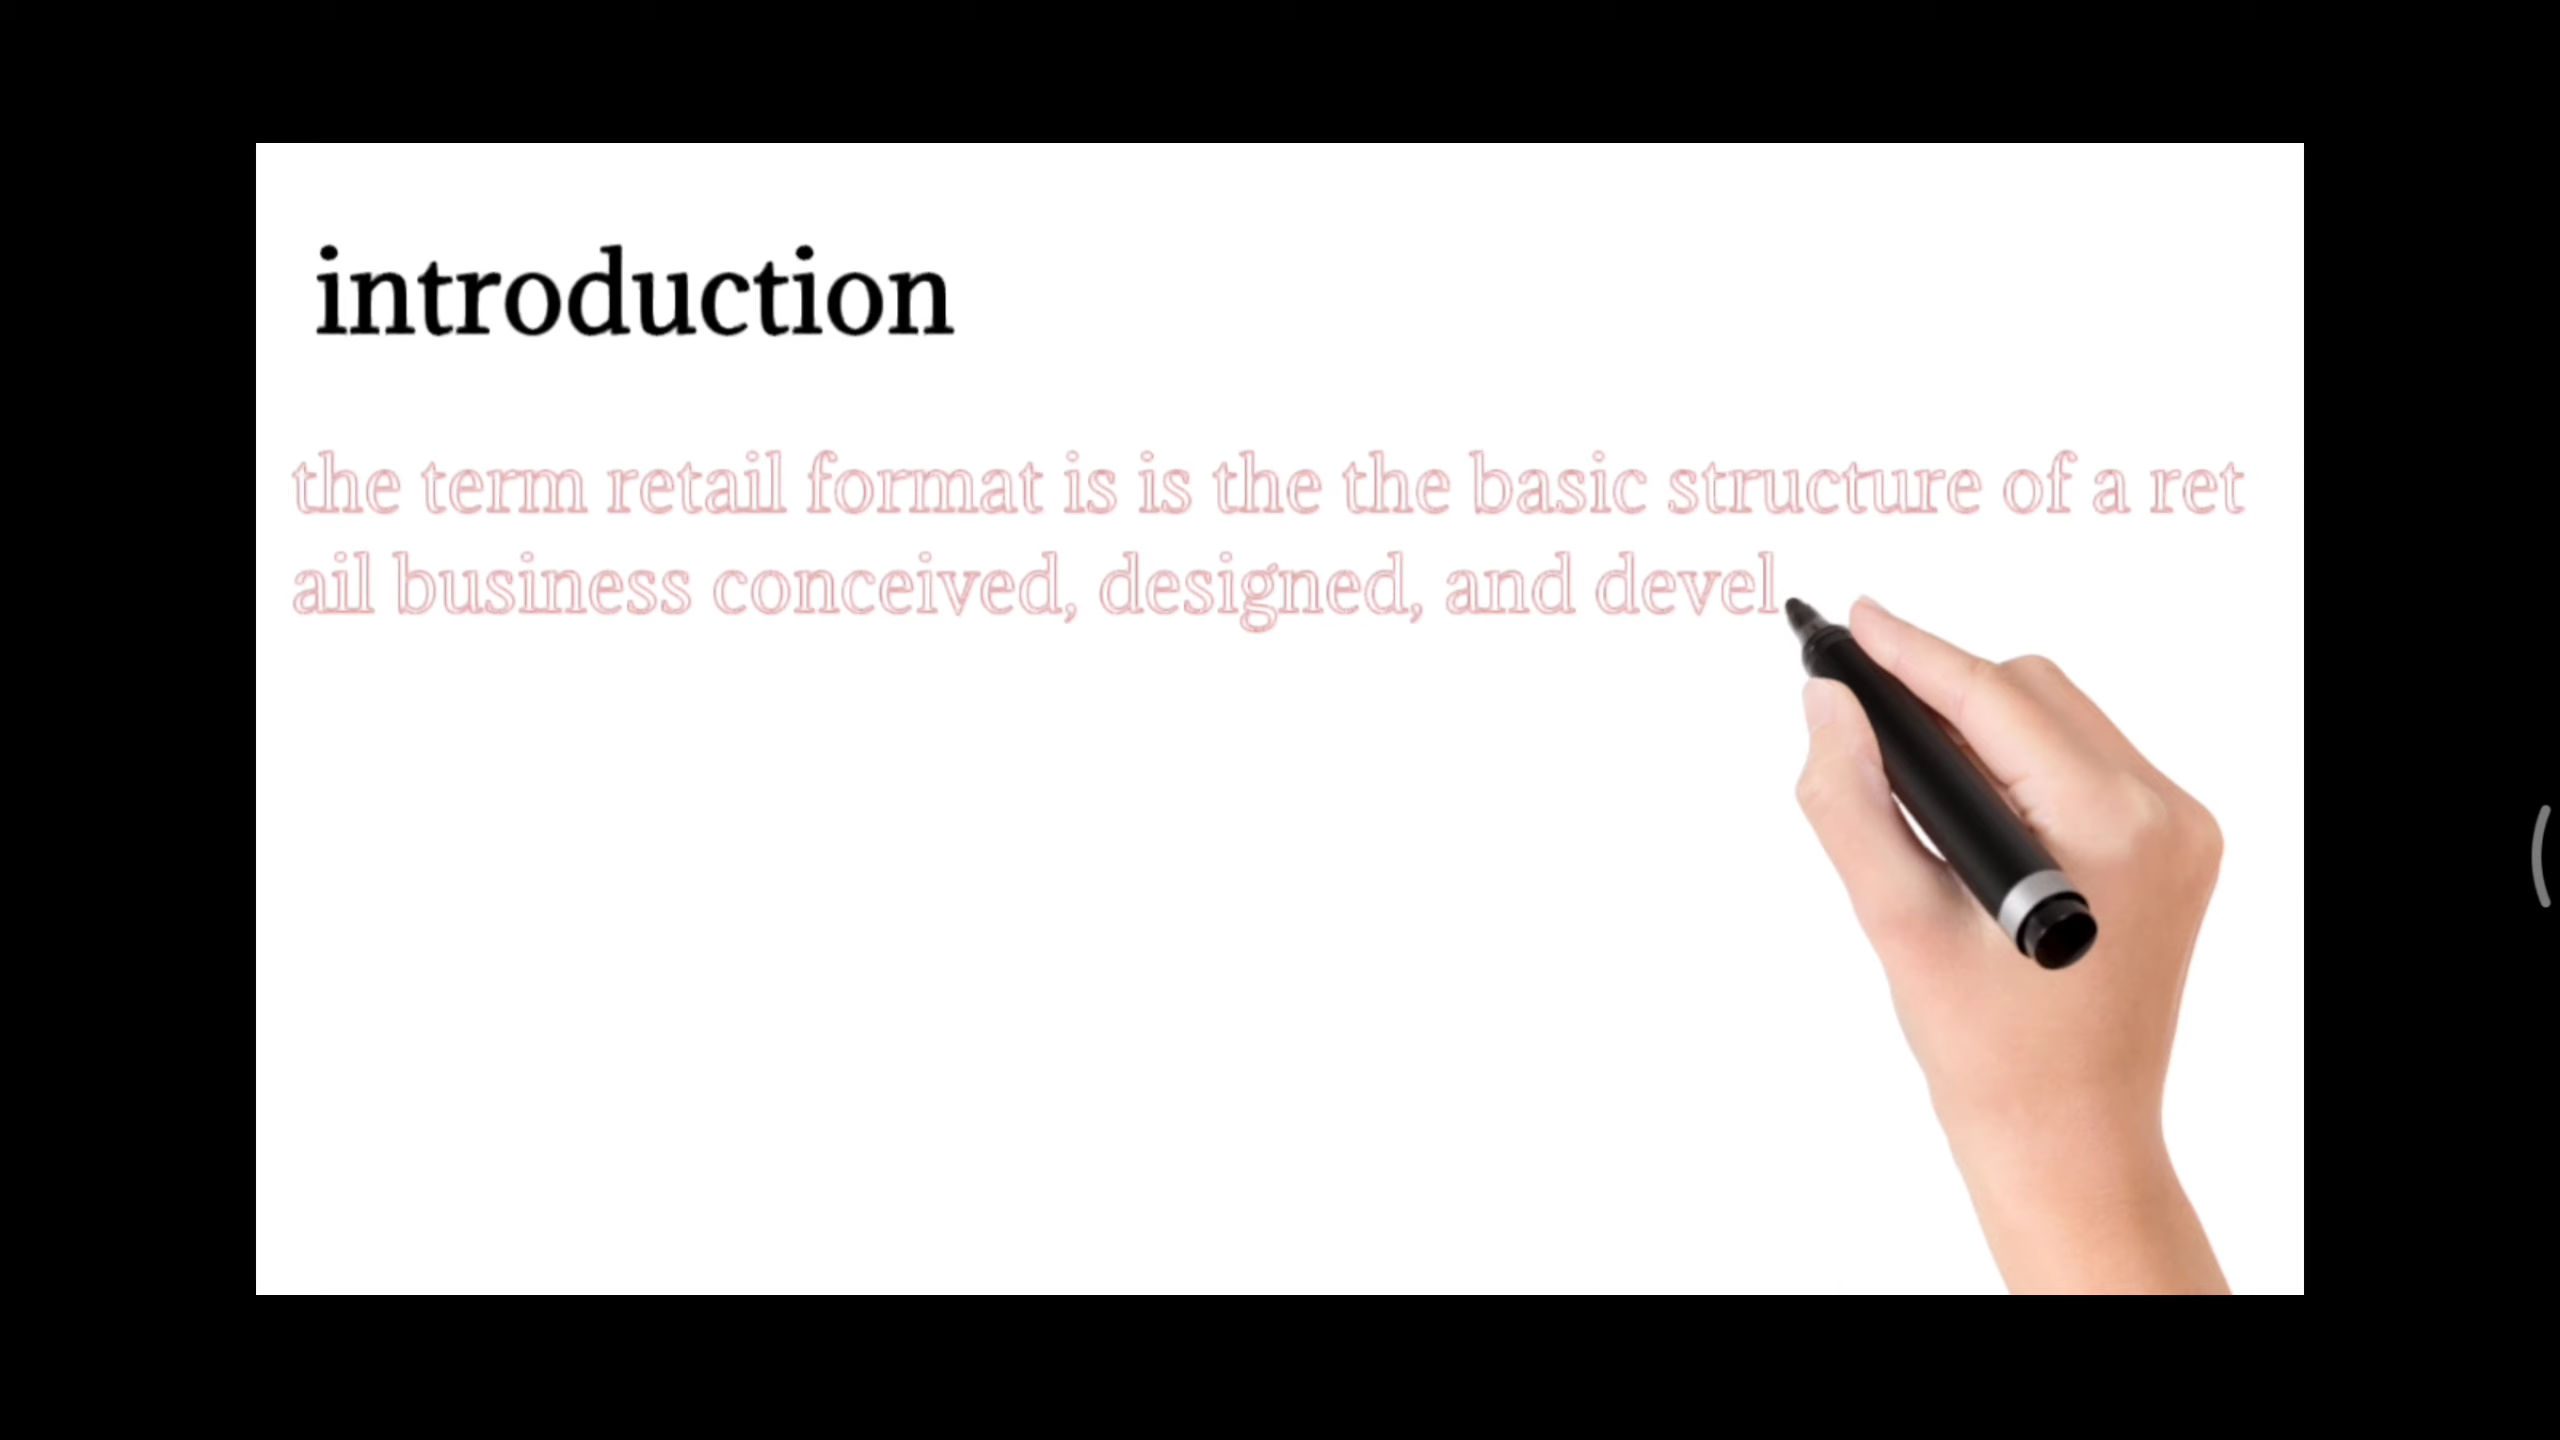 introduction
the term retail format is is the the basic structure of a ret
ail business conceived, designed, and devel